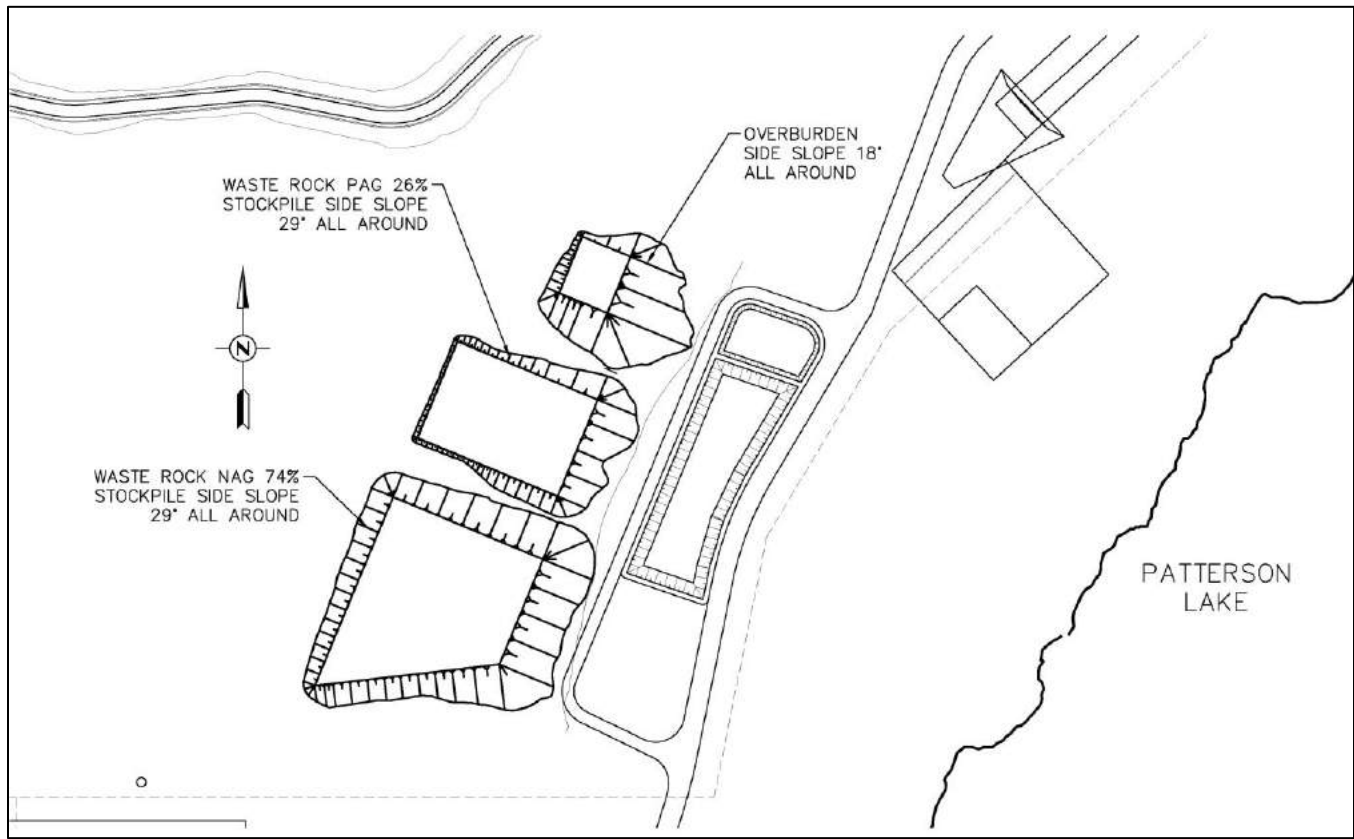 OVERBURDEN
SIDE SLOPE 18°
ALL AROUND
WASTE ROCK PAG 26%
STOCKPILE SIDE SLOPE
29° ALL AROUND
N
WASTE ROCK NAG 74%
STOCKPILE SIDE SLOPE
29° ALL AROUND
PATTERSON
LAKE